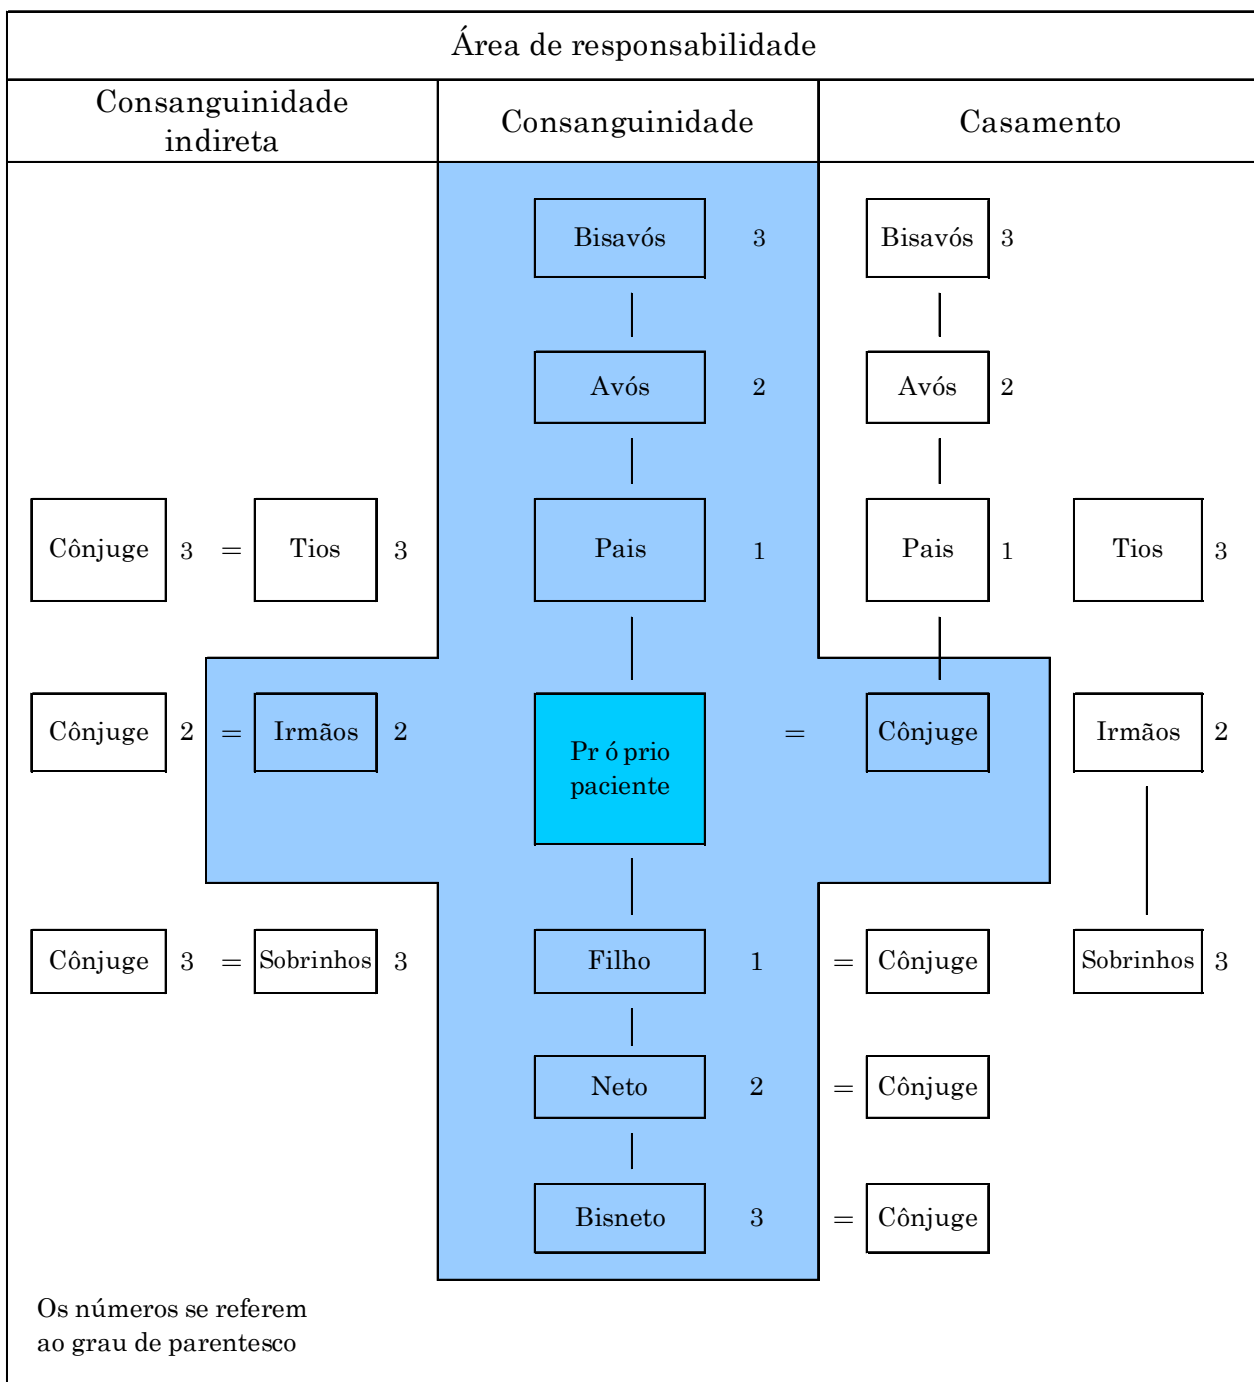 Área de responsabilidade
Consanguinidade
indireta
Consanguinidade
Casamento
Bisavós 3
Bisavós 3
Avós 2
Avós 2
Cônjuge 3 = Tios 3
Pais 1
Pais 1
Tios 3
Cônjuge 2 = Irmãos 2
Pr ó prio
paciente
= Cônjuge
Irmãos 2
Cônjuge 3 = Sobrinhos 3
Filho 1 = Cônjuge
Sobrinhos 3
Neto 2 = Cônjuge
Bisneto 3 = Cônjuge
Os números se referem
ao grau de parentesco